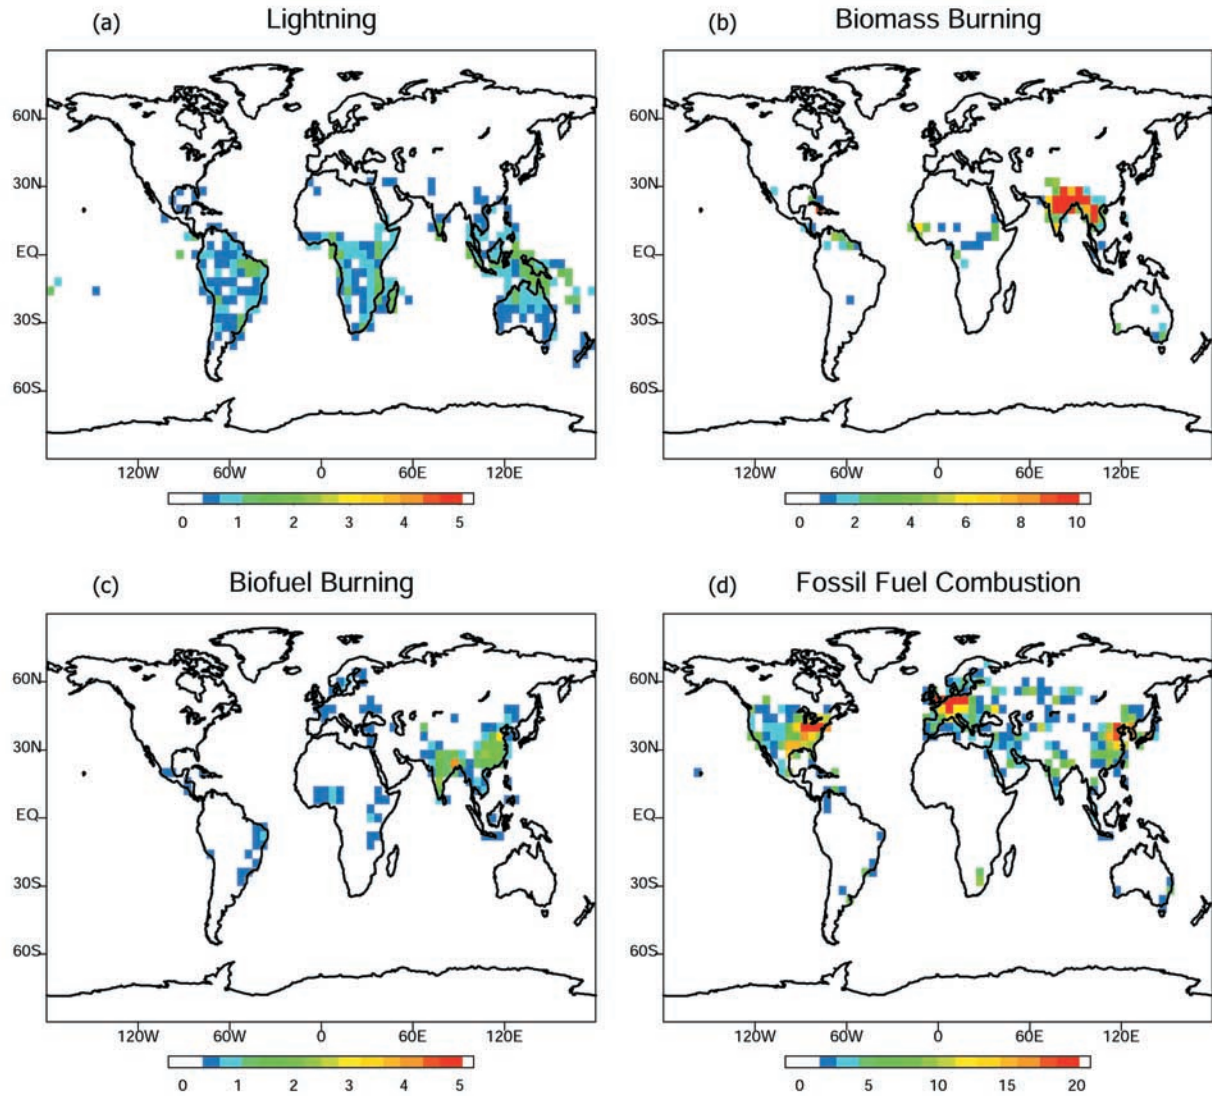 (a) Lightning
(b) Biomass Burning
60N
30N
EQ
30S
60S
120W 60W 0 60E 120E
0 1 2 3 4 5
60N
30N
EQ
30S
60S
120W 60W 0 60E 120E
0 2 4 6 8 10
(c) Biofuel Burning
(d) Fossil Fuel Combustion
60N
30N
EQ
30S
60S
120W 60W 0 60E 120E
0 1 2 3 4 5
60N
30N
EQ
30S
60S
120W 60W 0 60E 120E
0 5 10 15 20